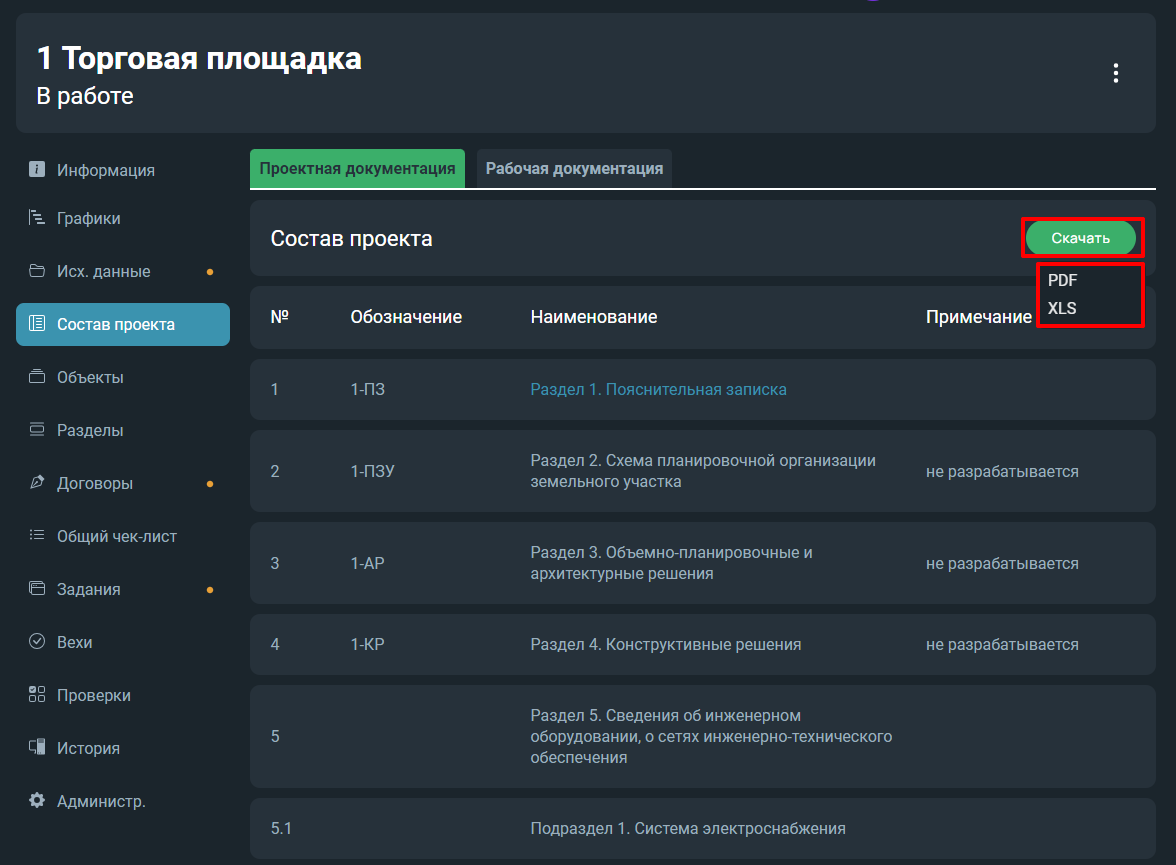 1 Торговая площадка
В работе
Информация
Графики
Исх. данные
Состав проекта
Объекты
Разделы
Договоры
Общий чек-лист
Задания
Вехи
Проверки
История
Администр.
Проектная документация
Рабочая документация
Состав проекта
Скачать
PDF
XLS
№ Обозначение Наименование Примечание
1 1-ПЗ Раздел 1. Пояснительная записка
2 1-ПЗУ Раздел 2. Схема планировочной организации
земельного участка
не разрабатывается
3 1-АР Раздел 3. Объемно-планировочные и
архитектурные решения
не разрабатывается
4 1-КР Раздел 4. Конструктивные решения не разрабатывается
5 Раздел 5. Сведения об инженерном
оборудовании, о сетях инженерно-технического
обеспечения
5.1 Подраздел 1. Система электроснабжения